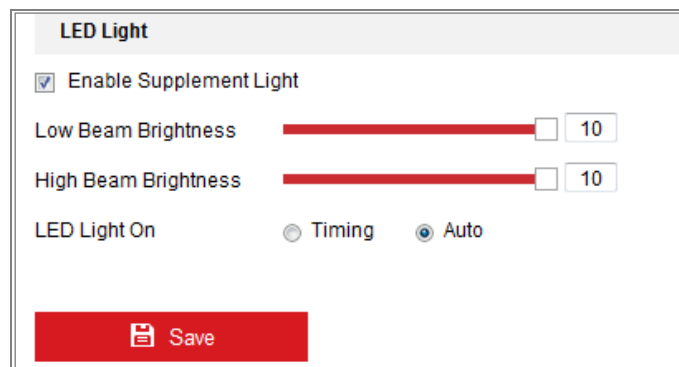 LED Light
Enable Supplement Light
Low Beam Brightness 10
High Beam Brightness 10
LED Light On Timing Auto
Save